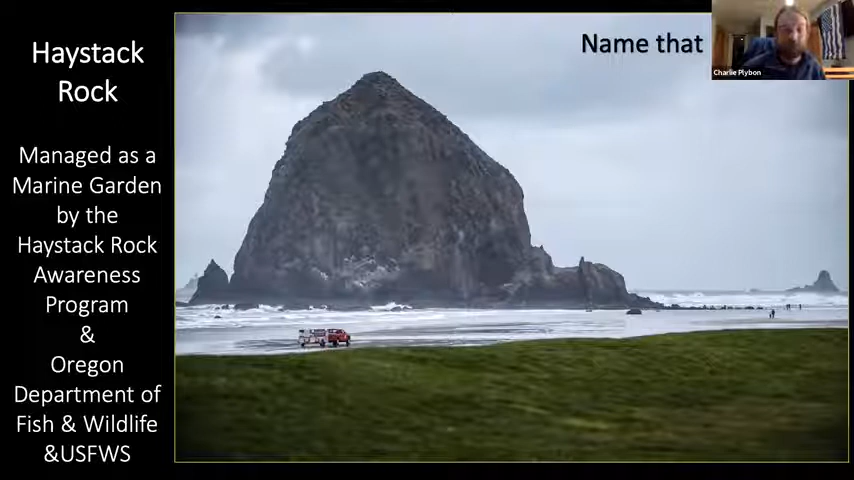 Haystack
Rock
Managed as a
Marine Garden
by the
Haystack Rock
Awareness
Program
&
Oregon
Department of
Fish & Wildlife
&USFWS
Name that
Charlie Plybon